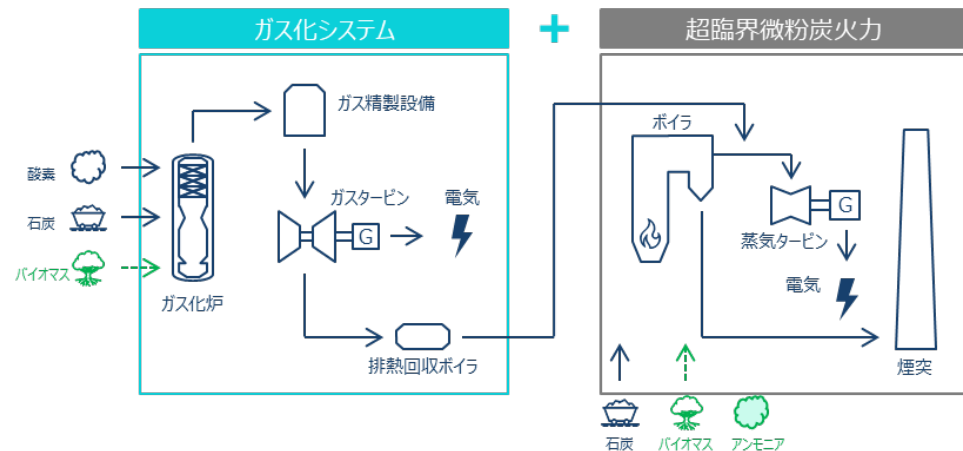 ガス化システム
+
超臨界微粉炭火力
ガス精製設備
ボイラ
酸素
ガスタービン
電気
G
G
石炭
蒸気タービン
バイオマス
ガス化炉
電気
排熱回収ボイラ
煙突
石炭
バイオマス
アンモニア